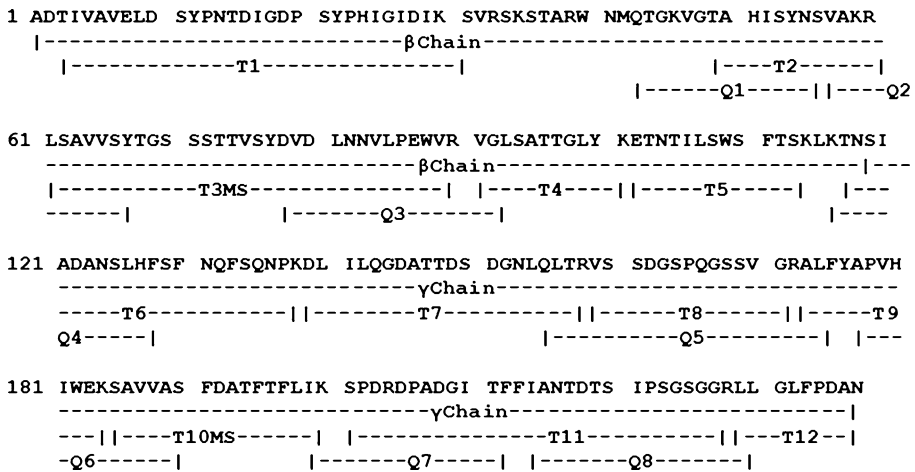 1 ADTIVAVELD SYPNTDIGDP SYPHIGIDIK SVRSKSTARW NMQTGKVGTA HISYNSVAKR
|-----------------------------------βChain-------------------------------------
|----------------T1---------------------| |-----T2-------|
|-------Q1-------||----Q2
61 LSAVVSYTGS SSTTVSYDVD LNNVLPEWVR VGLSATTGLY KETNTILSWS FTSKLKTNSI
-----------------------------------βChain----------------------------------|---
|--------------T3MS-------------------| |-----T4----||------T5--------| |---
-------| |---------Q3---------| |----
121 ADANSLHFSF NQFSQNPKDL ILQGDATTDS DGNLQLTRVS SDGSPQGSSV GRALFYAPVH
----------------------------------γChain--------------------------------------
------T6--------------||----------T7-------------||--------T8--------||------T9
Q4-----| |------------Q5-----------| |---
181 IWEKSAVVAS FDATFTFLIK SPDRDPADGI TFFIANTDTS IPSGSGGRLL GLFPDAN
-----------------------------------γChain---------------------------------|
---||-----T10MS--------| |------------------T11------------||----T12---|
-Q6--------| |---------Q7-------| |---------Q8--------|